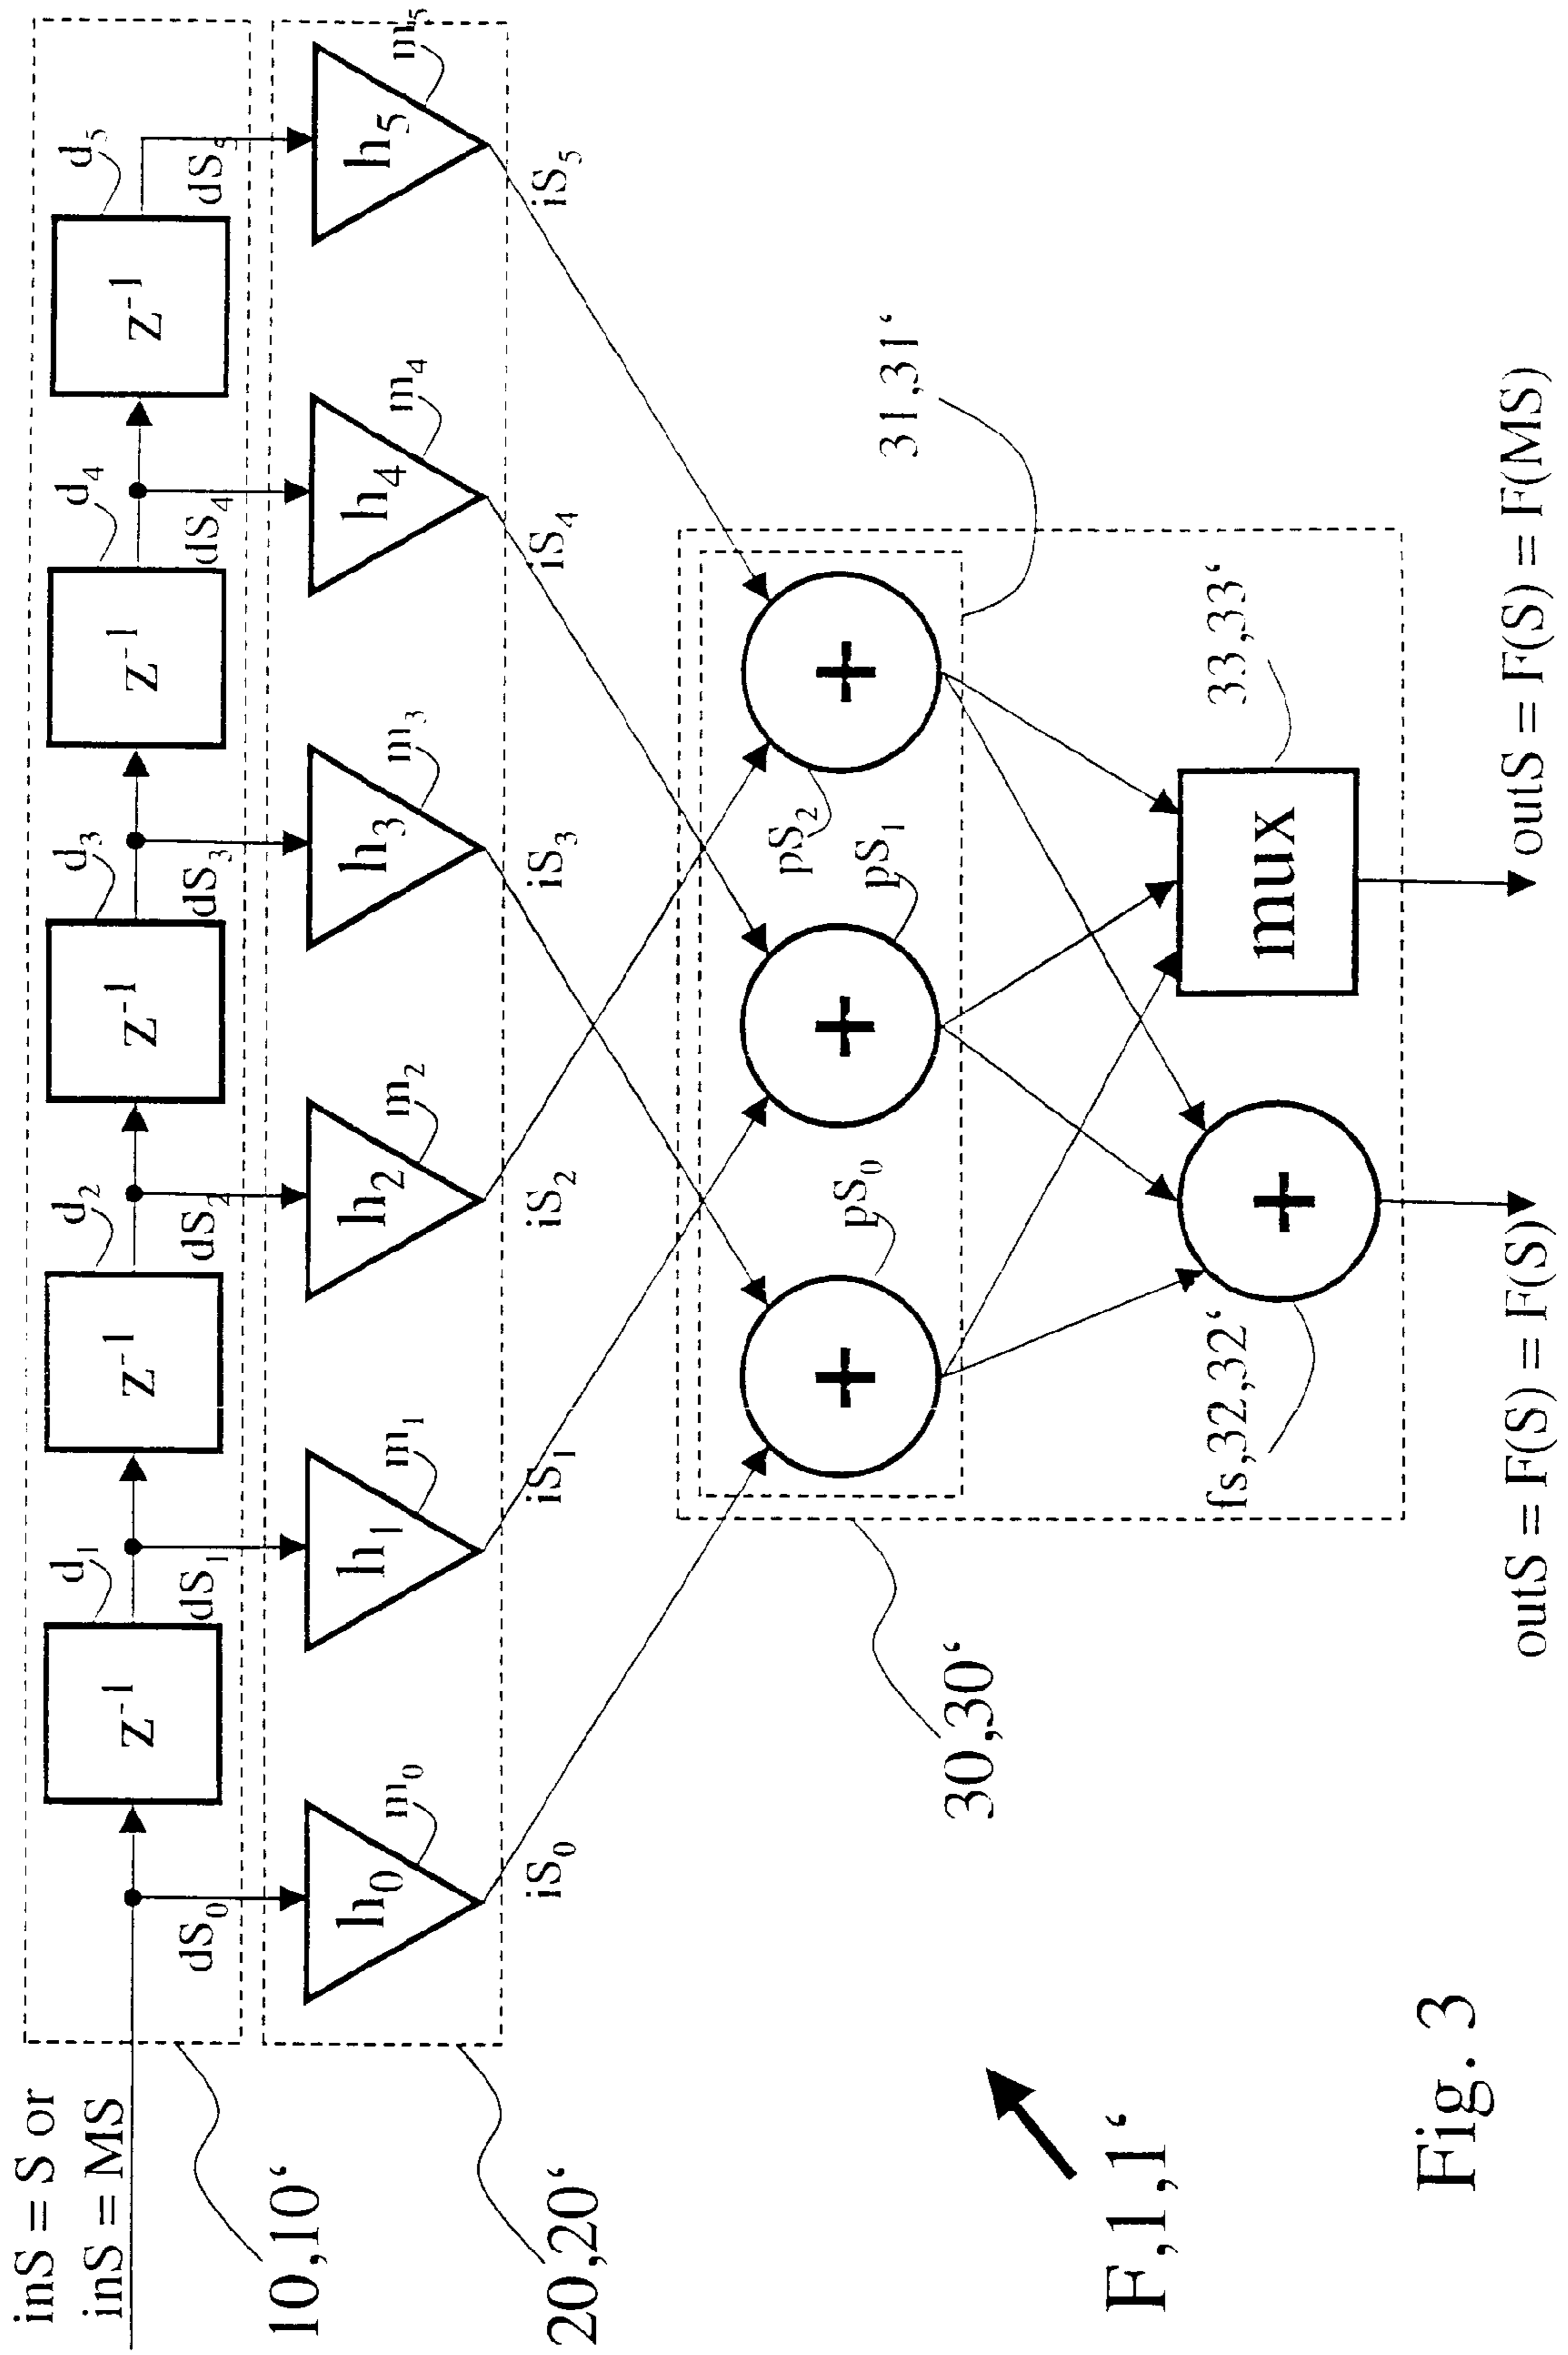 inS = S or
inS = MS
d₁
d₂
d₃
d₄
d₅
z⁻¹
z⁻¹
z⁻¹
z⁻¹
z⁻¹
dS₀
dS₁
dS₂
dS₃
dS₄
dS₅
10,10‘
h₀
h₁
h₂
h₃
h₄
h₅
m₀
m₁
m₂
m₃
m₄
m₅
20,20‘
iS₀
iS₁
iS₂
iS₃
iS₄
iS₅
+
+
+
pS₀
pS₁
pS₂
31,31‘
30,30‘
fs,32,32‘
+
mux
33,33‘
F,1,1‘
outS = F(S) = F(S)
outS = F(S) = F(MS)
Fig. 3